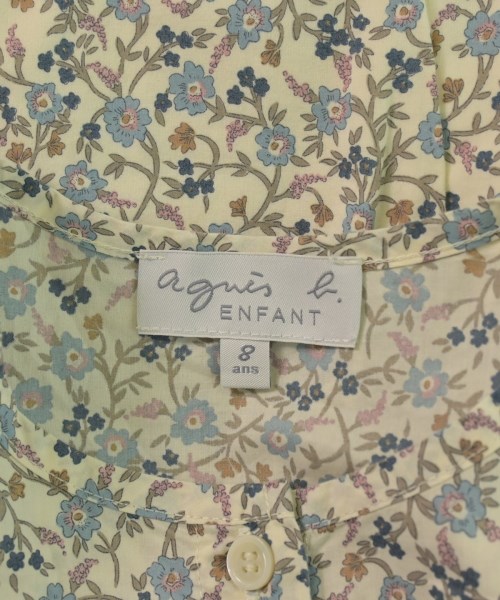 agnès b.
ENFANT
8
ans